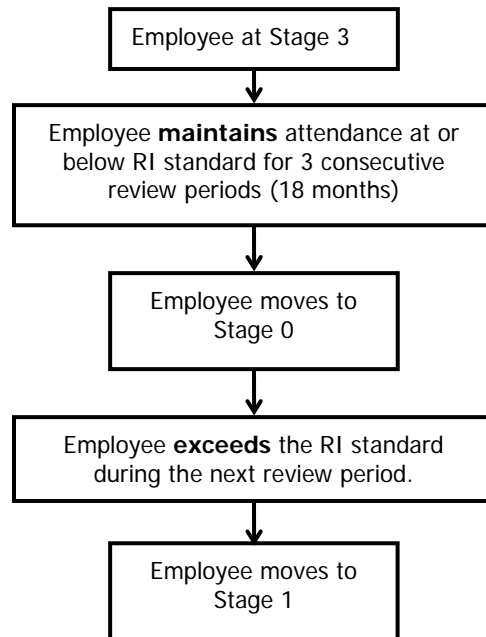 Employee at Stage 3
Employee maintains attendance at or
below RI standard for 3 consecutive
review periods (18 months)
Employee moves to
Stage 0
Employee exceeds the RI standard
during the next review period.
Employee moves to
Stage 1